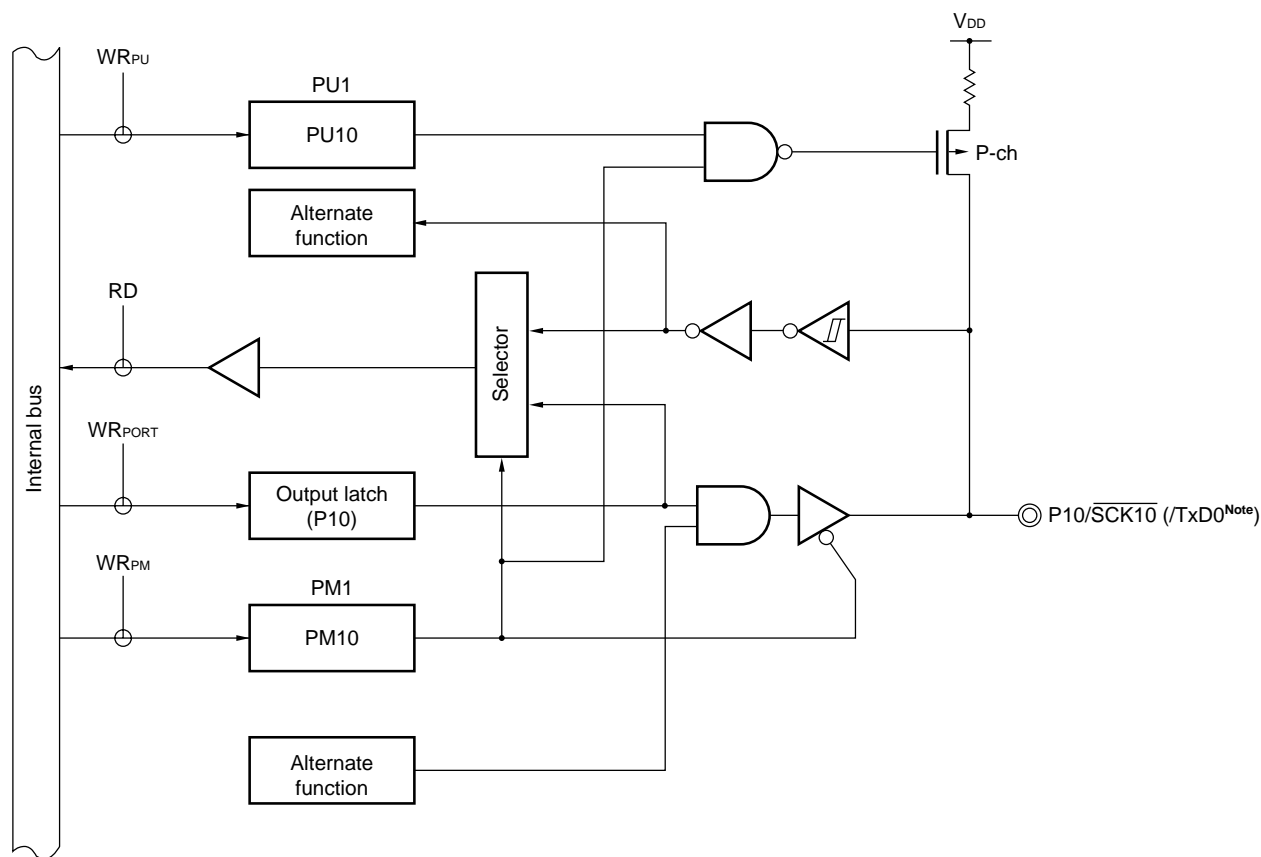 VDD
WRPU
PU1
PU10
P-ch
Alternate
function
RD
Selector
Internal bus
WRPORT
Output latch
(P10)
P10/SCK10 (/TxD0Note)
WRPM
PM1
PM10
Alternate
function